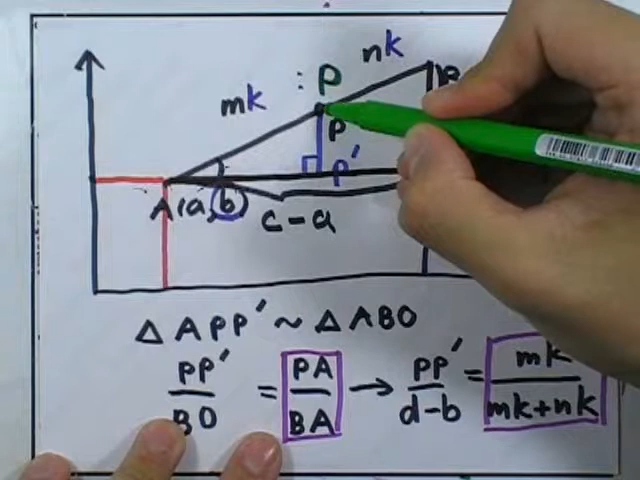 nk
mk
: P
P
P'
A(a,b)
c-a
Δ APP' ~ Δ ABO
PP'/BO = PA/BA → PP'/d-b = mk/mk+nk